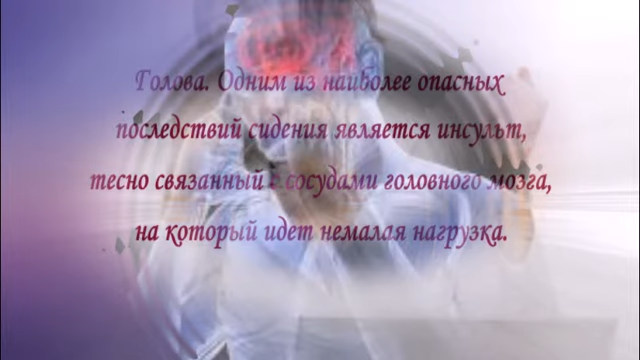 Голова. Одним из наиболее опасных
последствий сидения является инсульт,
тесно связанный с сосудами головного мозга,
на который идет немалая нагрузка.